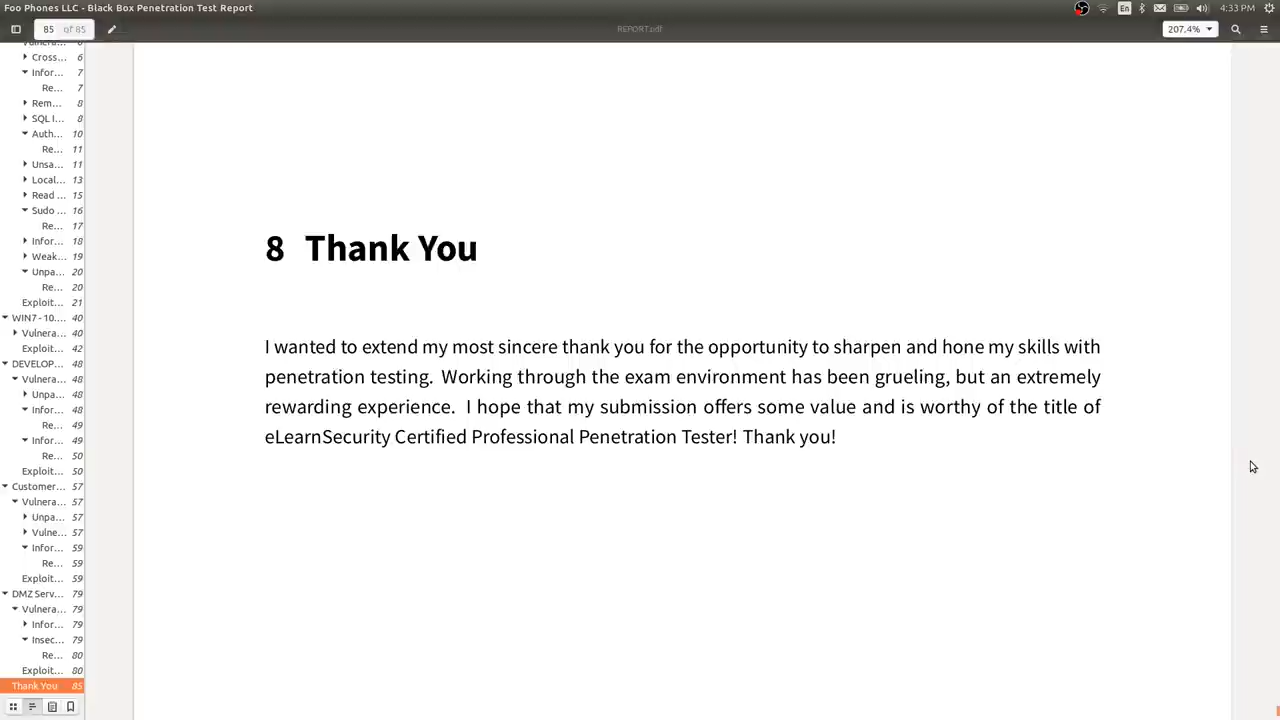 Foo Phones LLC - Black Box Penetration Test Report
En
4:33 PM
85 of 85
REPORT.pdf
207,4%
Vulnera... 6
Cross... 6
Infor... 7
Re... 7
Rem... 8
SQL I... 8
Auth... 10
Re... 11
Unsa... 11
Local... 13
Read ... 15
Sudo ... 16
Re... 17
Infor... 18
Weak... 19
Unpa... 20
Re... 20
Exploit... 21
WIN7 - 10.... 40
Vulnera... 40
Exploit... 42
DEVELOP... 48
Vulnera... 48
Unpa... 48
Infor... 48
Re... 49
Infor... 49
Re... 50
Exploit... 50
Customer... 57
Vulnera... 57
Unpa... 57
Vulne... 57
Infor... 59
Re... 59
Exploit... 59
DMZ Serv... 79
Vulnera... 79
Infor... 79
Insec... 79
Re... 80
Exploit... 80
Thank You 85
8 Thank You
I wanted to extend my most sincere thank you for the opportunity to sharpen and hone my skills with
penetration testing. Working through the exam environment has been grueling, but an extremely
rewarding experience. I hope that my submission offers some value and is worthy of the title of
eLearnSecurity Certified Professional Penetration Tester! Thank you!